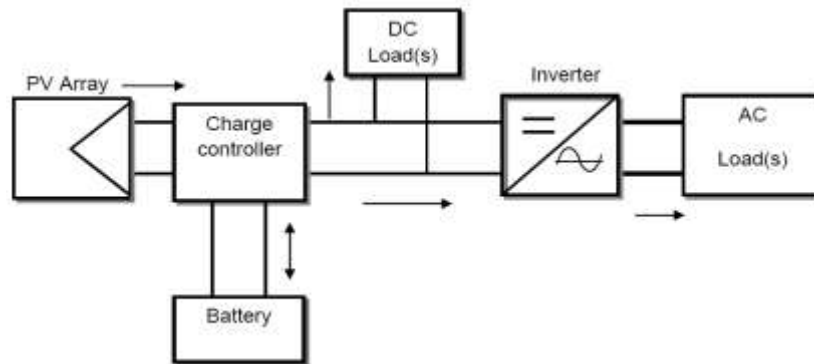 DC
Load(s)
PV Array
Inverter
Charge
controller
AC
Load(s)
Battery